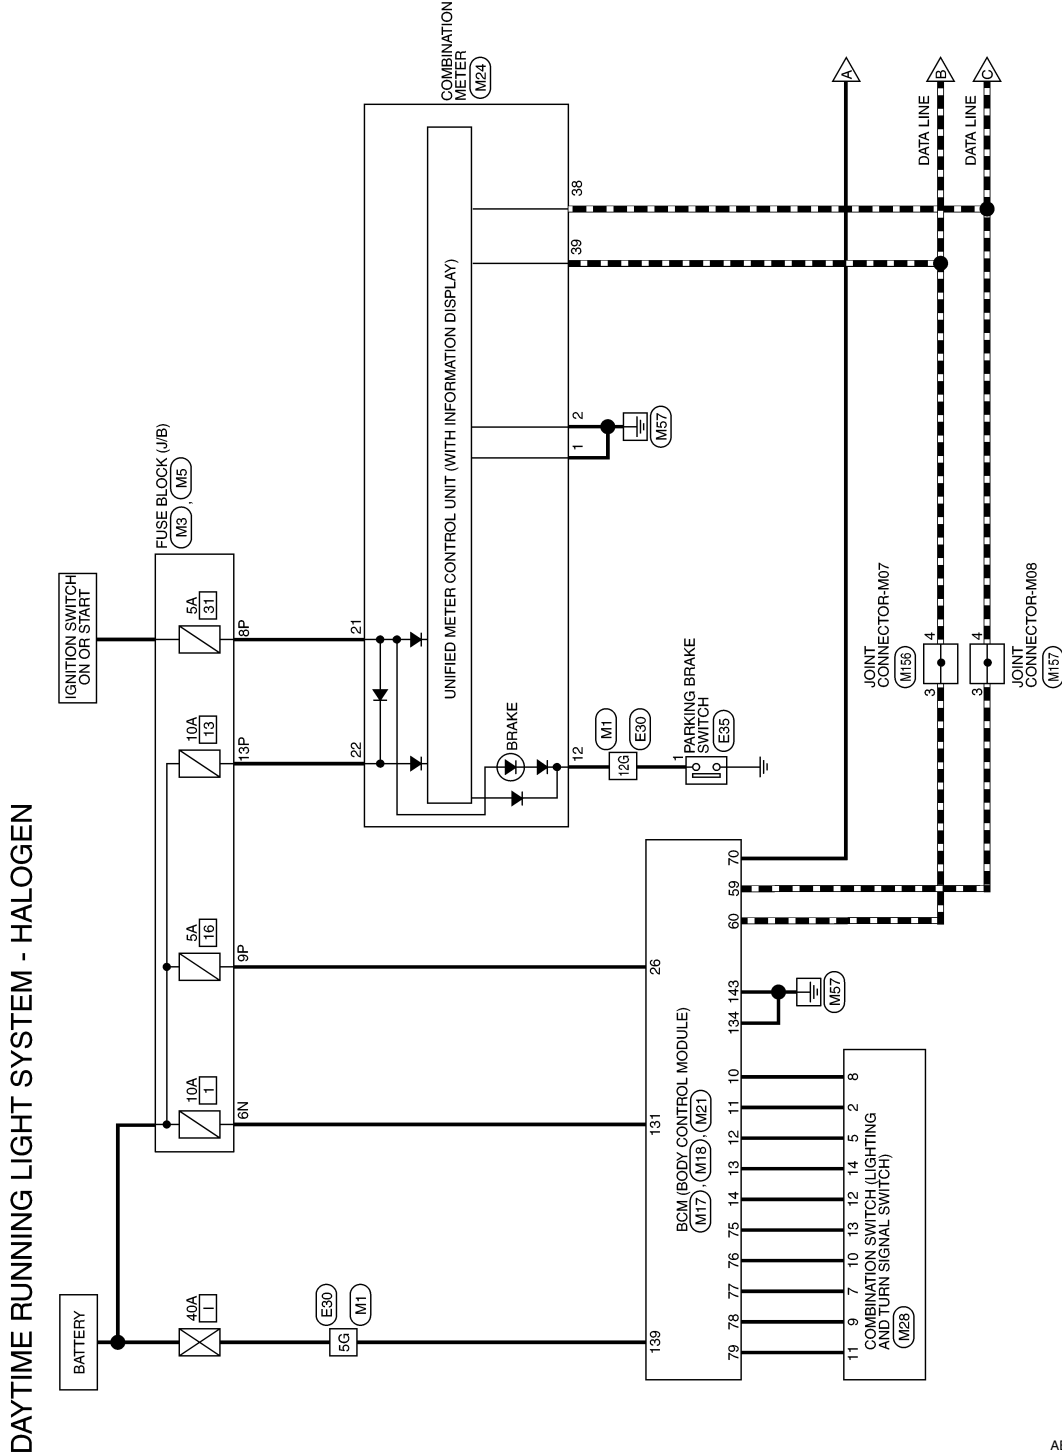 DAYTIME RUNNING LIGHT SYSTEM - HALOGEN
BATTERY
IGNITION SWITCH
ON OR START
FUSE BLOCK (J/B)
M3 , M5
40A
I
10A
1
5A
16
10A
13
5A
31
6N
9P
13P
8P
5G
E30
M1
COMBINATION
METER
M24
22
21
UNIFIED METER CONTROL UNIT (WITH INFORMATION DISPLAY)
BRAKE
12
1
2
39
38
M57
12G
M1
E30
1
PARKING BRAKE
SWITCH
E35
139
131
26
BCM (BODY CONTROL MODULE)
M17 , M18 , M21
79
78
77
76
75
14
13
12
11
10
134
143
60
59
70
M57
11
9
7
10
13
12
14
5
2
8
COMBINATION SWITCH (LIGHTING
AND TURN SIGNAL SWITCH)
M28
JOINT
CONNECTOR-M07
M156
3
4
3
4
JOINT
CONNECTOR-M08
M157
A
DATA LINE
B
DATA LINE
C